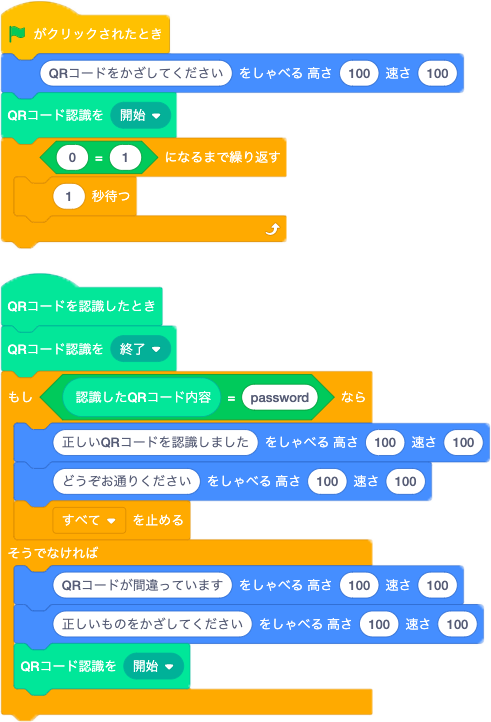 がクリックされたとき
QRコードをかざしてください をしゃべる 高さ 100 速さ 100
QRコード認識を 開始
0 = 1 になるまで繰り返す
1 秒待つ
QRコードを認識したとき
QRコード認識を 終了
もし 認識したQRコード内容 = password なら
正しいQRコードを認識しました をしゃべる 高さ 100 速さ 100
どうぞお通りください をしゃべる 高さ 100 速さ 100
すべて を止める
そうでなければ
QRコードが間違っています をしゃべる 高さ 100 速さ 100
正しいものをかざしてください をしゃべる 高さ 100 速さ 100
QRコード認識を 開始